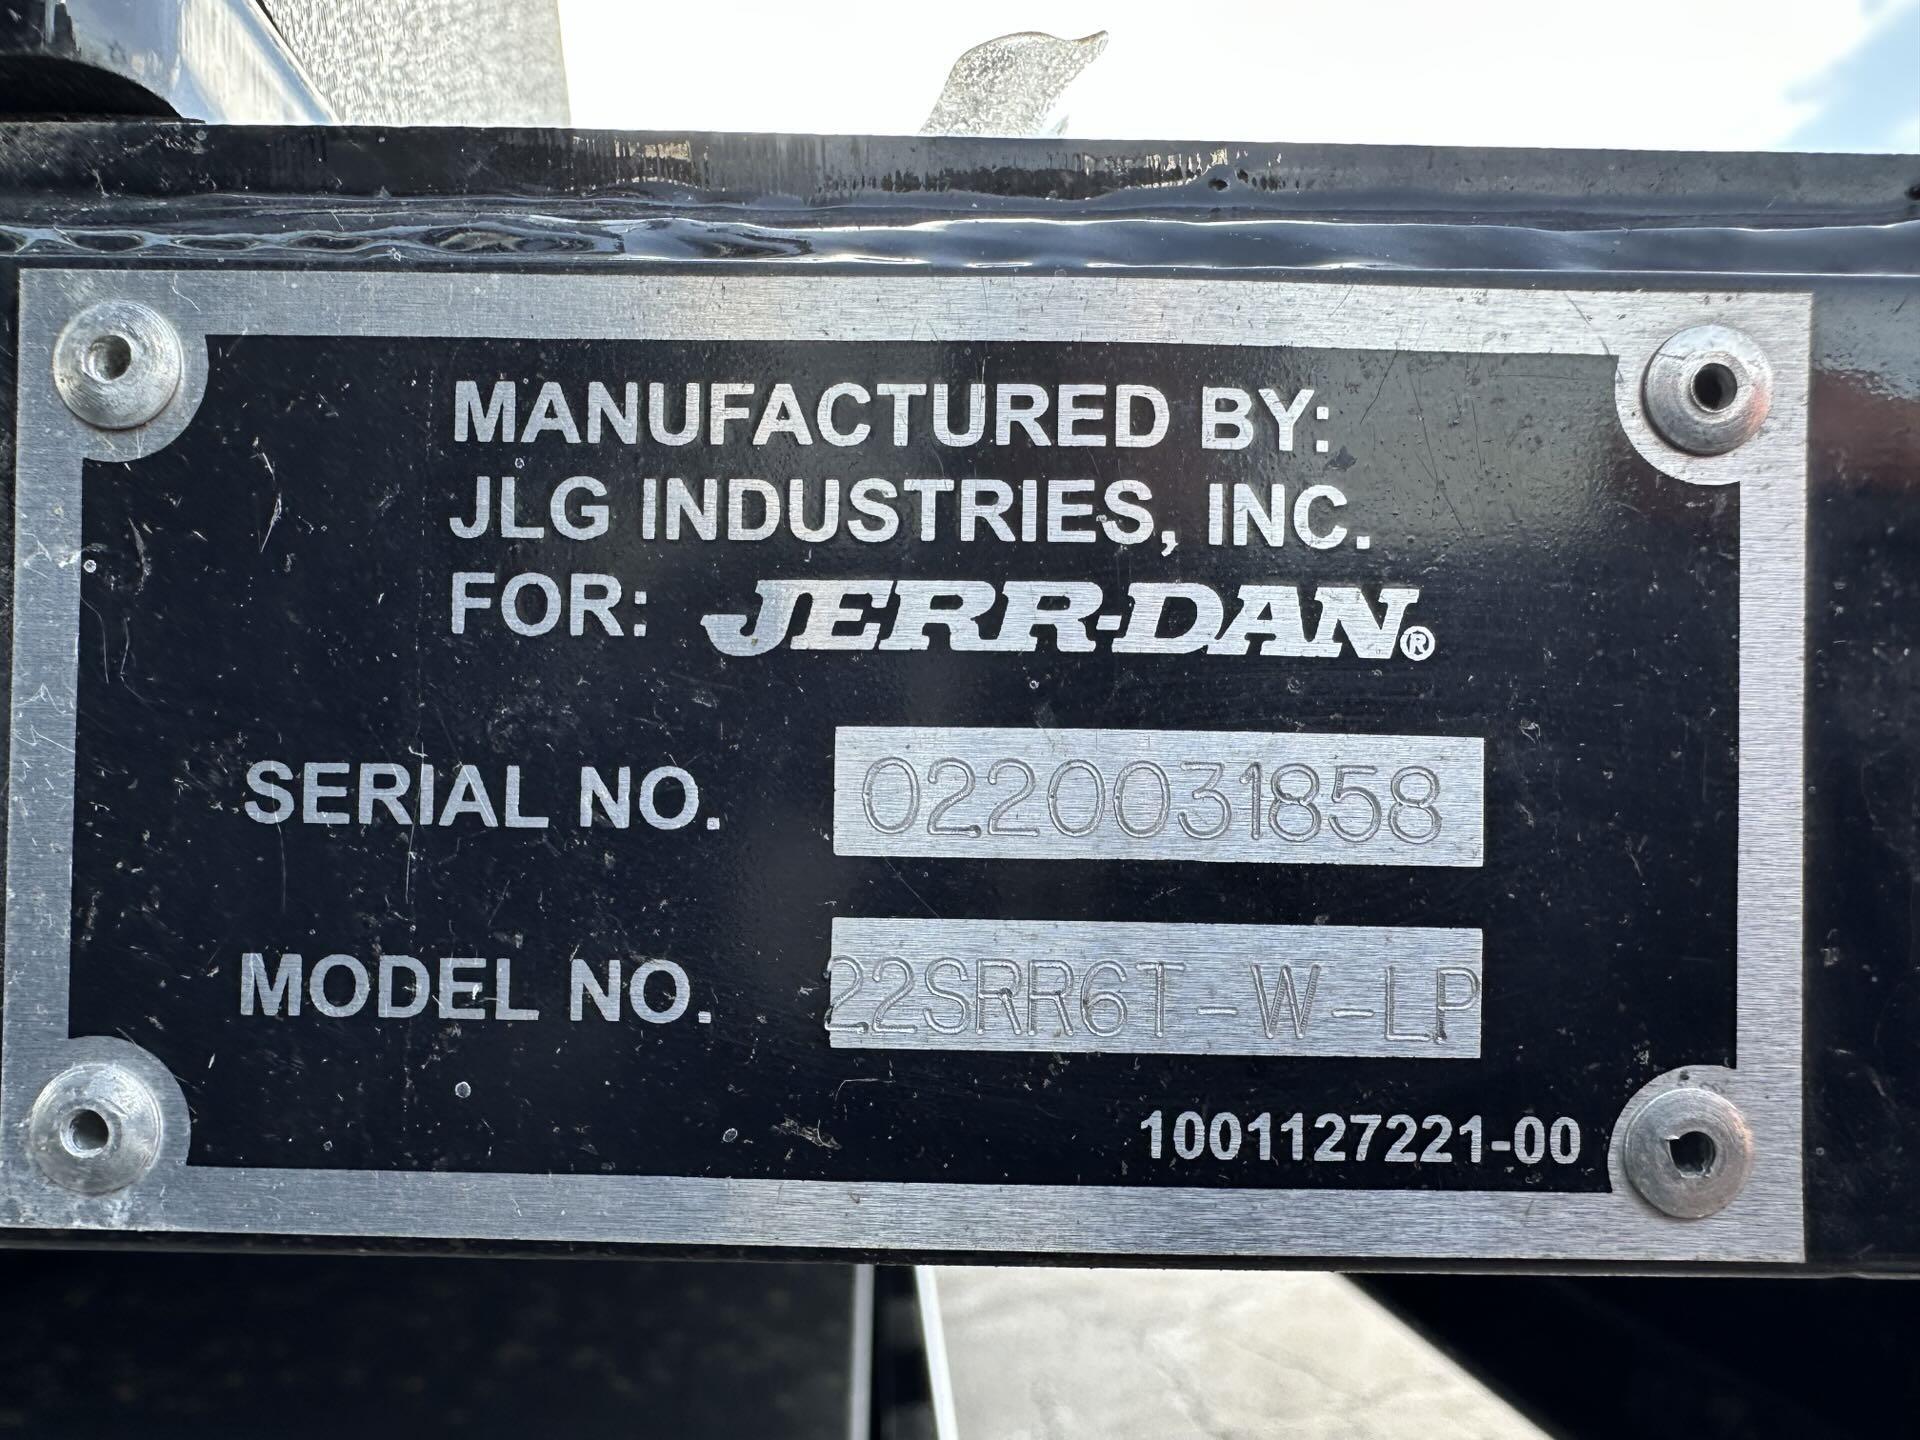 MANUFACTURED BY:
JLG INDUSTRIES, INC.
FOR: JERR-DAN®
SERIAL NO. 0220031858
MODEL NO. 22SRR6T-W-LP
1001127221-00